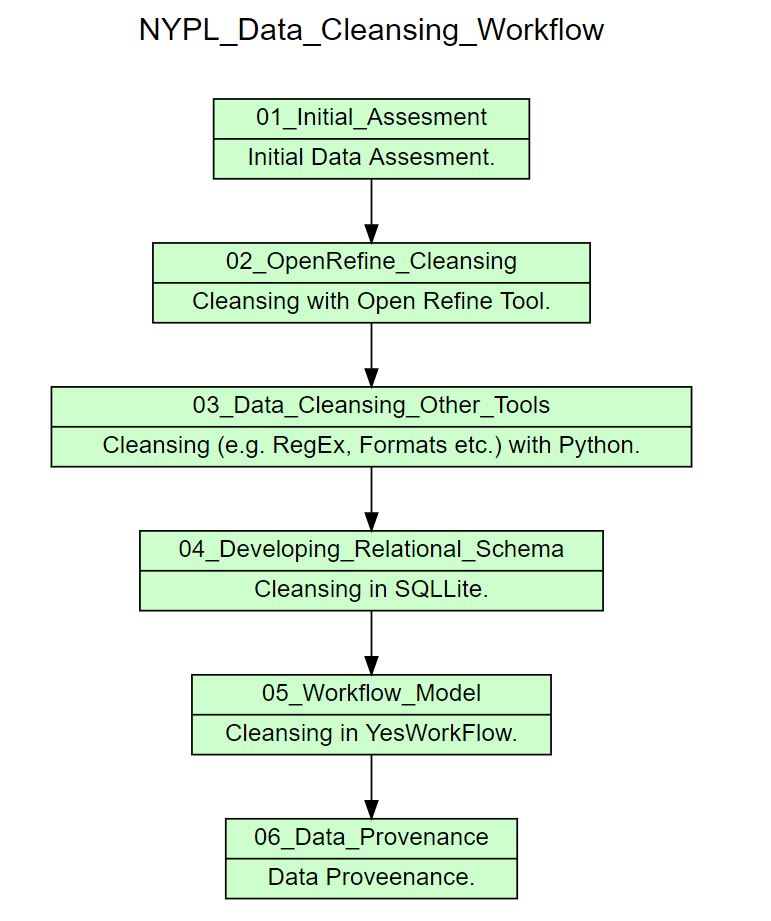 NYPL_Data_Cleansing_Workflow
01_Initial_Assesment
Initial Data Assesment.
02_OpenRefine_Cleansing
Cleansing with Open Refine Tool.
03_Data_Cleansing_Other_Tools
Cleansing (e.g. RegEx, Formats etc.) with Python.
04_Developing_Relational_Schema
Cleansing in SQLLite.
05_Workflow_Model
Cleansing in YesWorkFlow.
06_Data_Provenance
Data Proveenance.